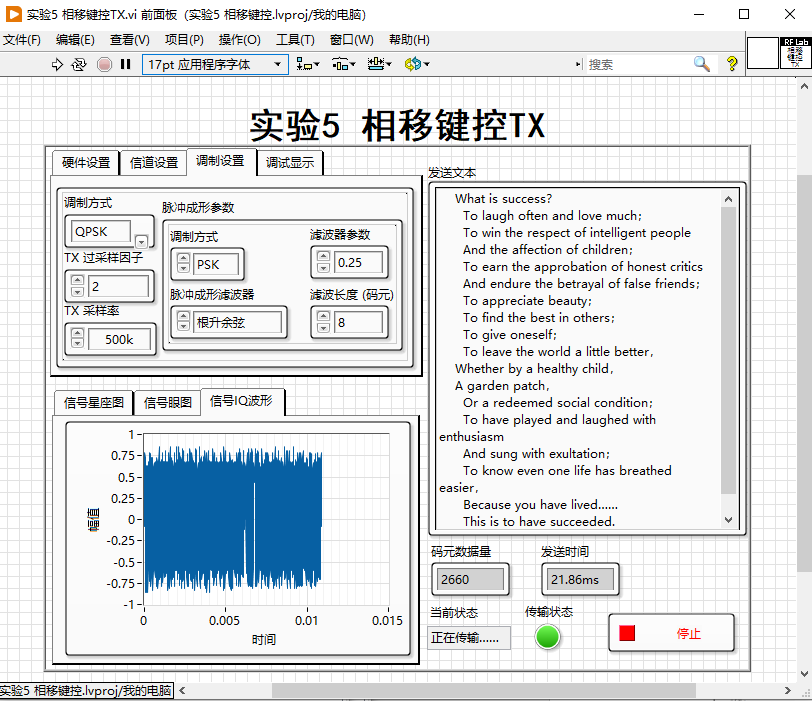 实验5 相移键控TX.vi 前面板 (实验5 相移键控.lvproj/我的电脑)
文件(F) 编辑(E) 查看(V) 项目(P) 操作(O) 工具(T) 窗口(W) 帮助(H)
17pt 应用程序字体 搜索
RF Lab
相移
键控
TX
实验5 相移键控TX
硬件设置 信道设置 调制设置 调试显示
调制方式
QPSK
TX 过采样因子
2
TX 采样率
500k
脉冲成形参数
调制方式 滤波器参数
PSK 0.25
脉冲成形滤波器 滤波长度 (码元)
根升余弦 8
信号星座图 信号眼图 信号IQ波形
幅值
1
0.75
0.5
0.25
0
-0.25
-0.5
-0.75
-1
0 0.005 0.01 0.015
时间
发送文本
What is success?
To laugh often and love much;
To win the respect of intelligent people
And the affection of children;
To earn the approbation of honest critics
And endure the betrayal of false friends;
To appreciate beauty;
To find the best in others;
To give oneself;
To leave the world a little better,
Whether by a healthy child,
A garden patch,
Or a redeemed social condition;
To have played and laughed with
enthusiasm
And sung with exultation;
To know even one life has breathed
easier,
Because you have lived......
This is to have succeeded.
码元数据量 发送时间
2660 21.86ms
当前状态 传输状态
正在传输...... 停止
实验5 相移键控.lvproj/我的电脑